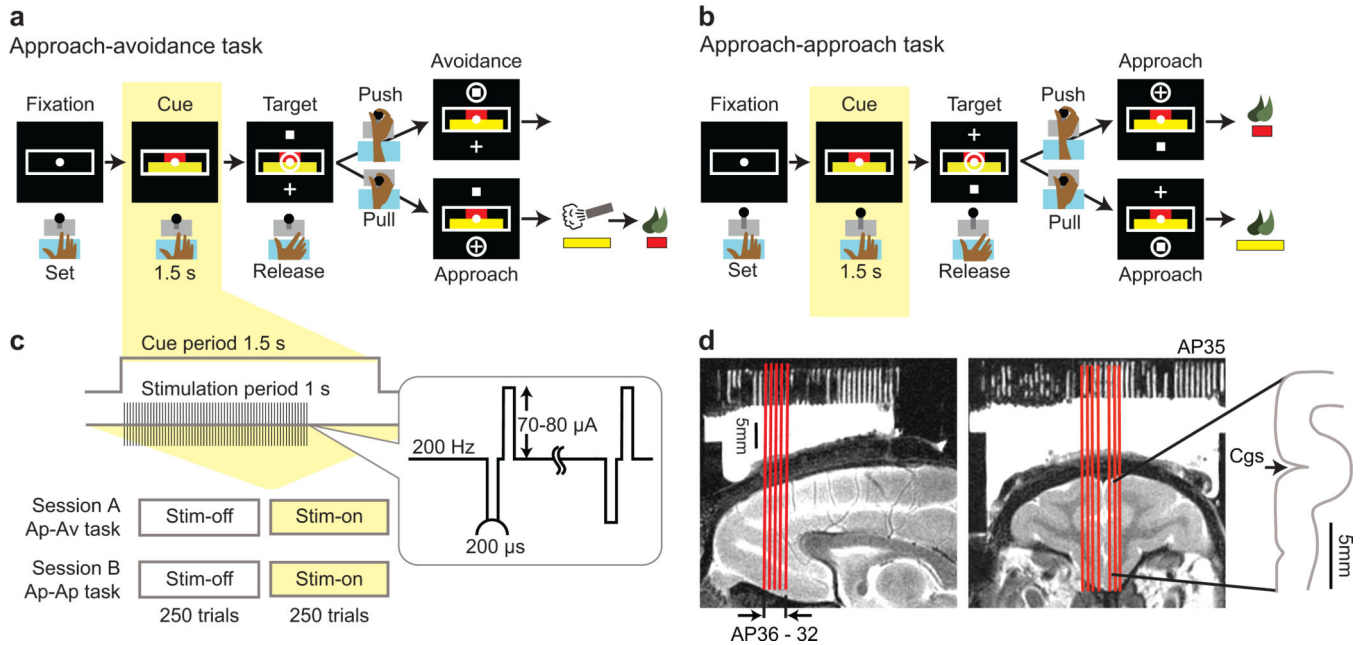 a
Approach-avoidance task
Fixation
Cue
Target
Push
Pull
Avoidance
Approach
Set
1.5 s
Release
b
Approach-approach task
Fixation
Cue
Target
Push
Pull
Approach
Approach
Set
1.5 s
Release
c
Cue period 1.5 s
Stimulation period 1 s
200 Hz
70-80 µA
200 µs
Session A
Ap-Av task
Stim-off
Stim-on
Session B
Ap-Ap task
Stim-off
Stim-on
250 trials
250 trials
d
5mm
AP36 - 32
AP35
Cgs
5mm